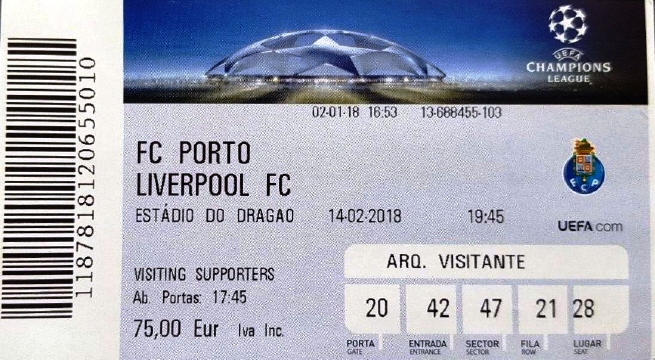 UEFA
CHAMPIONS
LEAGUE
02-01-18 16:53 13-688455-103
FC PORTO
LIVERPOOL FC
ESTÁDIO DO DRAGAO 14-02-2018 19:45
FCP
UEFA.com
VISITING SUPPORTERS
Ab. Portas: 17:45
75,00 Eur Iva Inc.
ARQ. VISITANTE
20 42 47 21 28
PORTA ENTRADA SECTOR FILA LUGAR
GATE ENTRANCE SECTOR ROW SEAT
1187818120655010